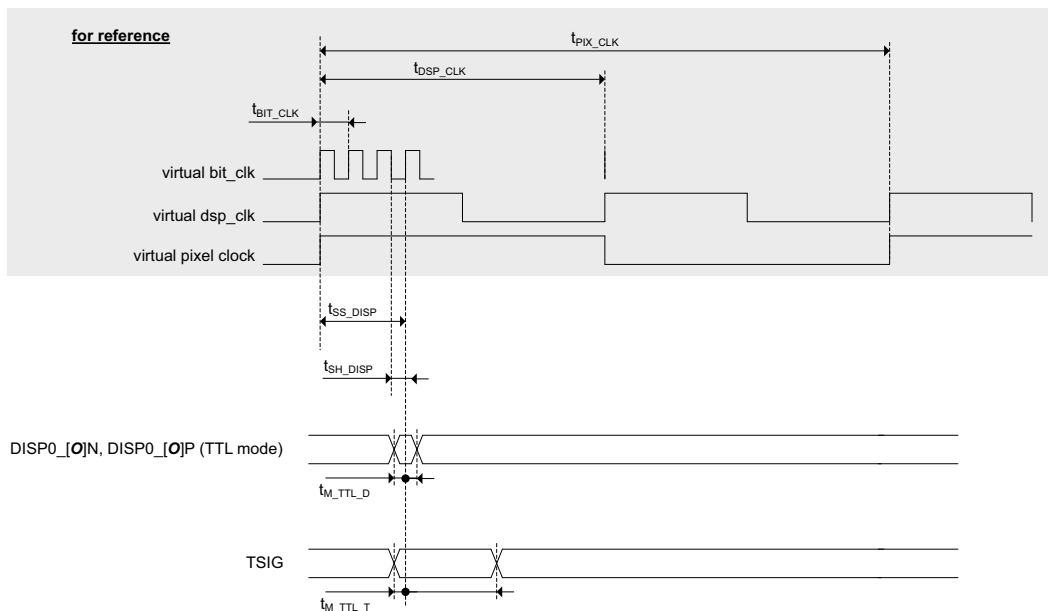 for reference
tPIX_CLK
tDSP_CLK
tBIT_CLK
virtual bit_clk
virtual dsp_clk
virtual pixel clock
tSS_DISP
tSH_DISP
DISP0_[O]N, DISP0_[O]P (TTL mode)
tM_TTL_D
TSIG
tM_TTL_T